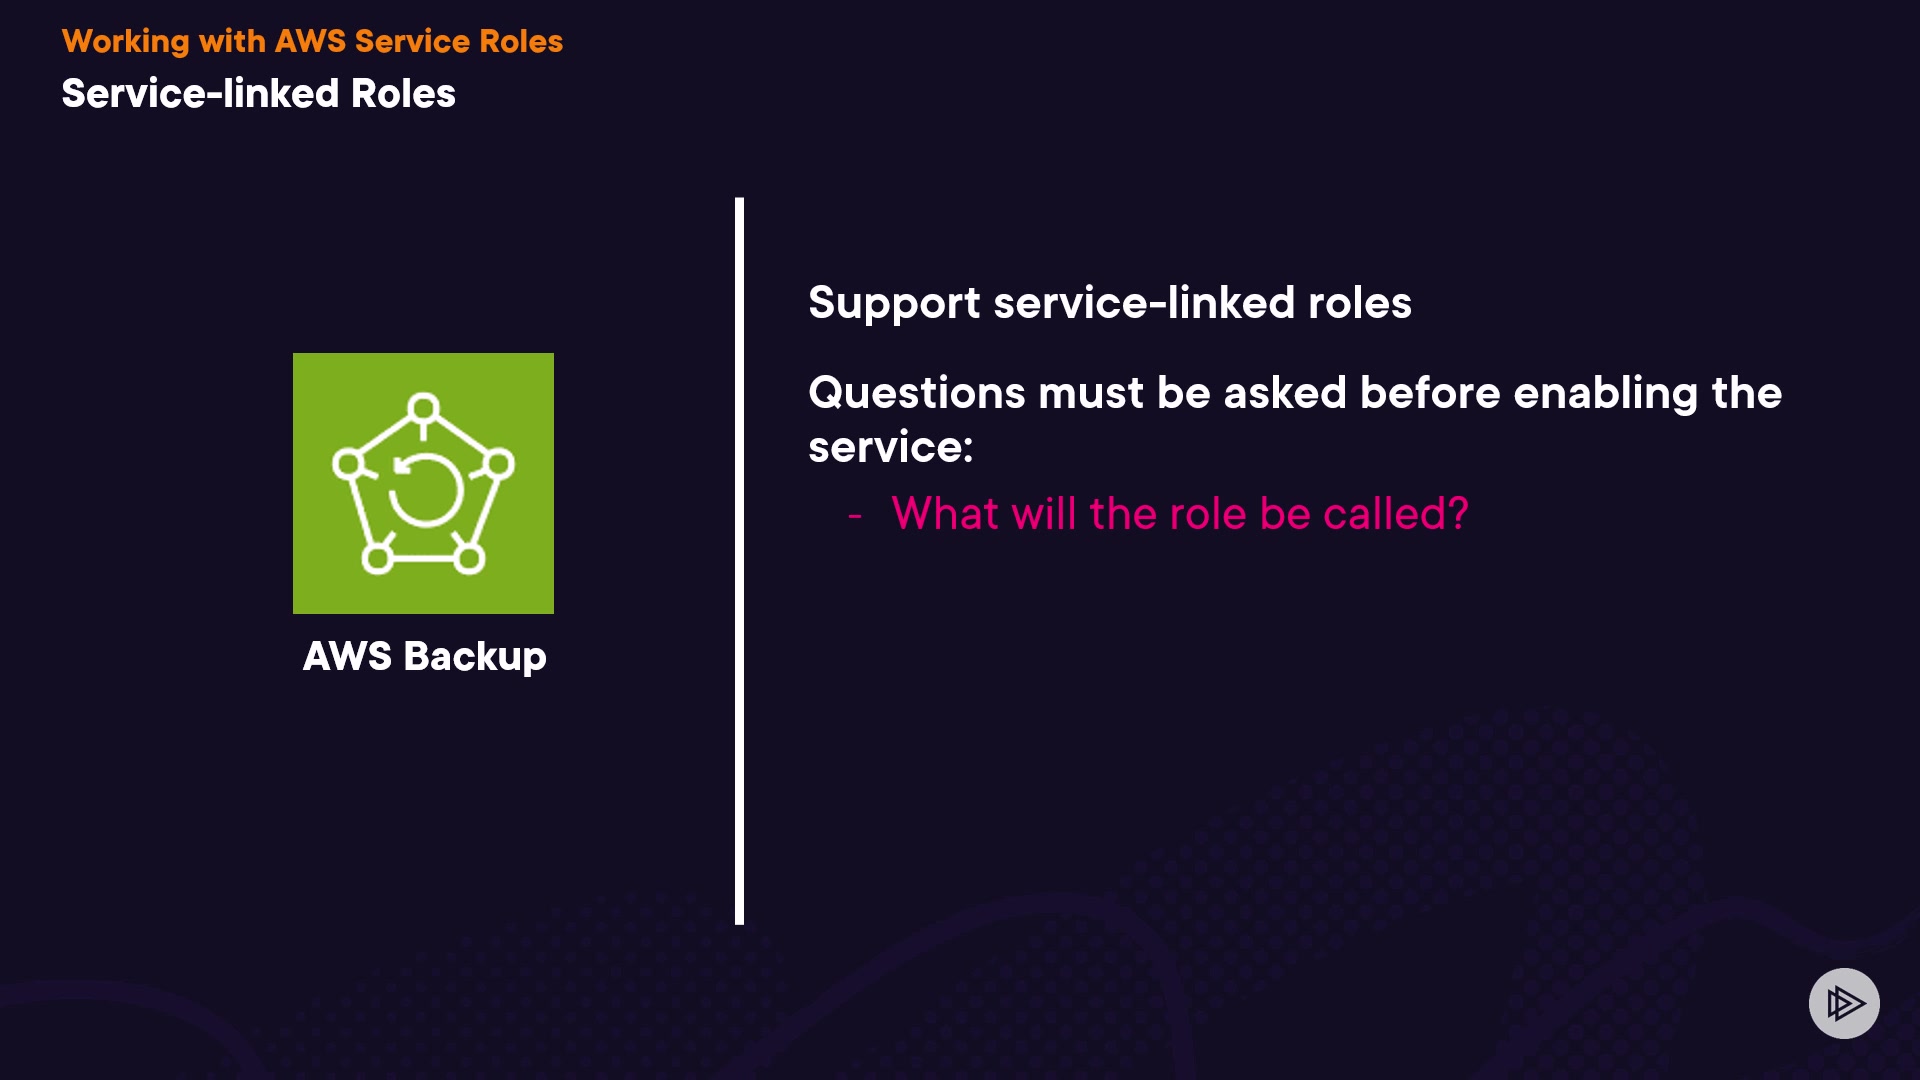 Working with AWS Service Roles
Service-linked Roles
Support service-linked roles
Questions must be asked before enabling the
service:
- What will the role be called?
AWS Backup